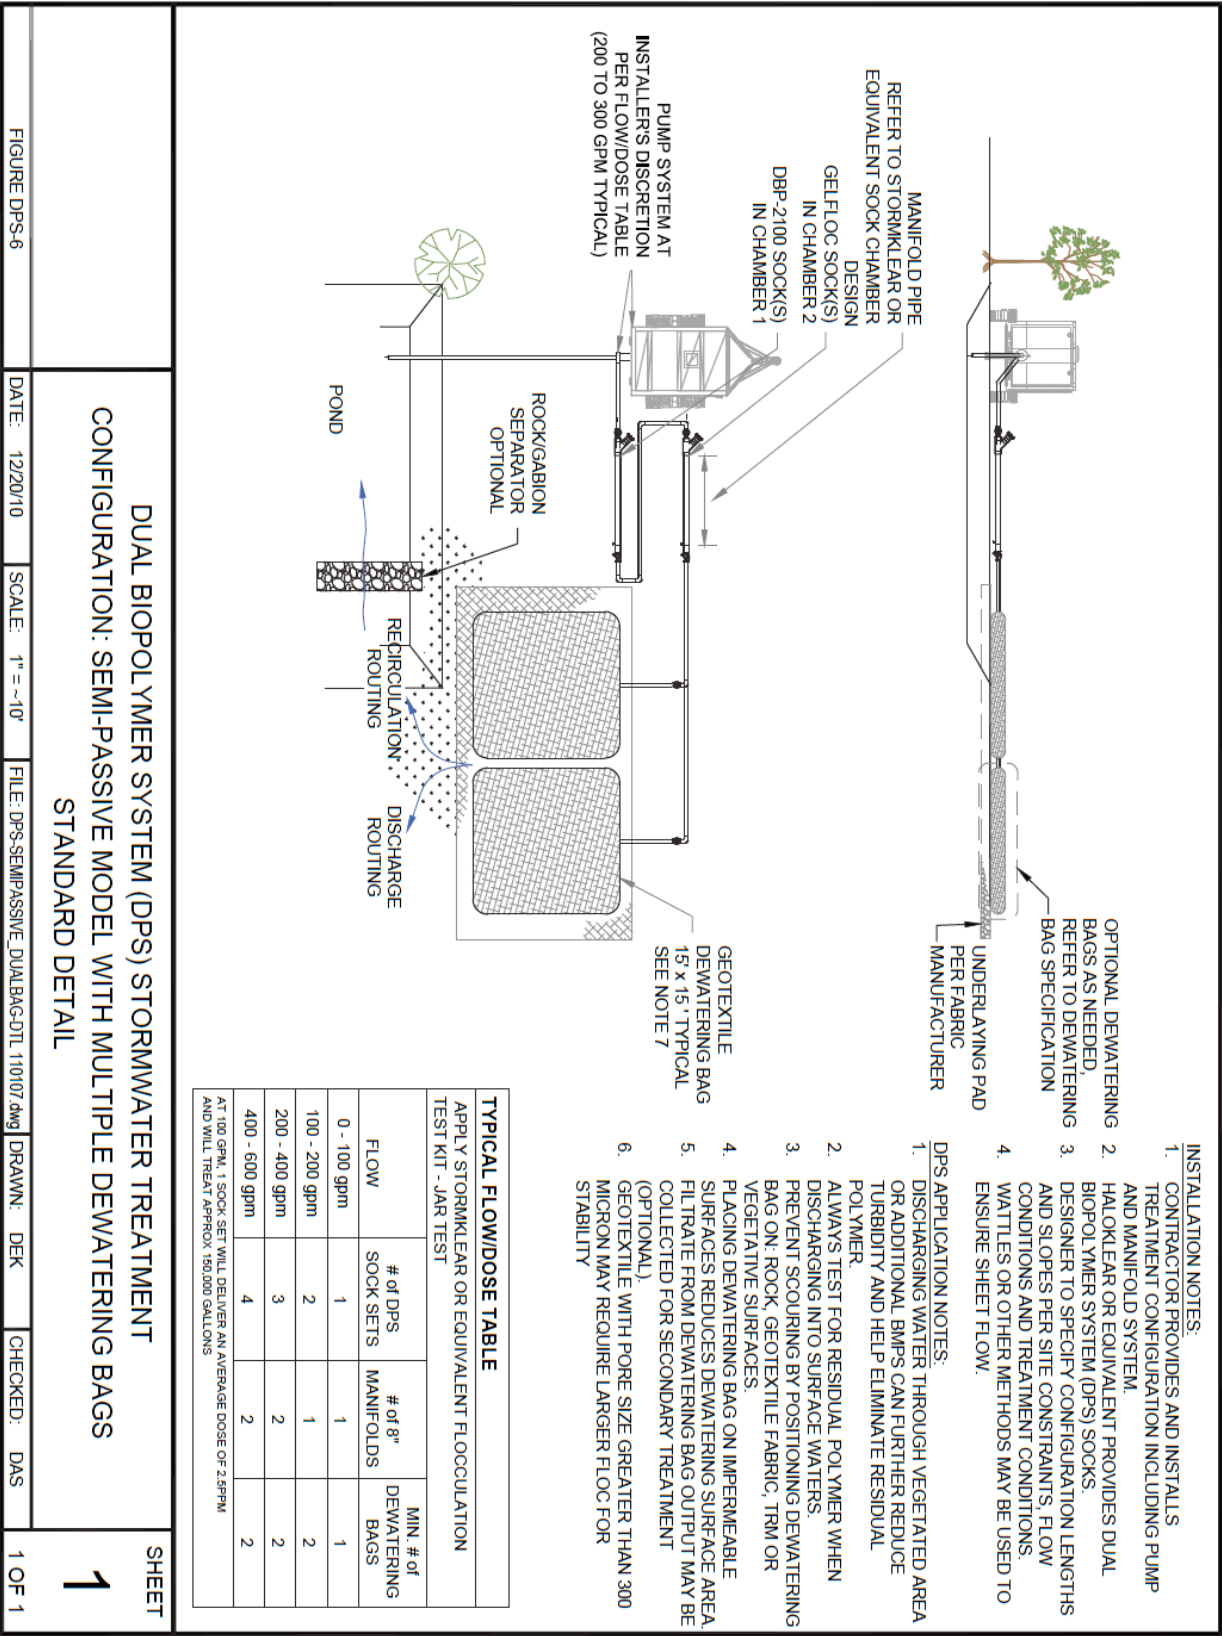 INSTALLATION NOTES:
1. CONTRACTOR PROVIDES AND INSTALLS
TREATMENT CONFIGURATION INCLUDING PUMP
AND MANIFOLD SYSTEM.
2. HALOKLEAR OR EQUIVALENT PROVIDES DUAL
BIOPOLYMER SYSTEM (DPS) SOCKS.
3. DESIGNER TO SPECIFY CONFIGURATION LENGTHS
AND SLOPES PER SITE CONSTRAINTS, FLOW
CONDITIONS AND TREATMENT CONDITIONS.
4. WATTLES OR OTHER METHODS MAY BE USED TO
ENSURE SHEET FLOW.
DPS APPLICATION NOTES:
1. DISCHARGING WATER THROUGH VEGETATED AREA
OR ADDITIONAL BMPS CAN FURTHER REDUCE
TURBIDITY AND HELP ELIMINATE RESIDUAL
POLYMER.
2. ALWAYS TEST FOR RESIDUAL POLYMER WHEN
DISCHARGING INTO SURFACE WATERS.
3. PREVENT SCOURING BY POSITIONING DEWATERING
BAG ON: ROCK, GEOTEXTILE FABRIC, TRM OR
VEGETATIVE SURFACES.
4. PLACING DEWATERING BAG ON IMPERMEABLE
SURFACES REDUCES DEWATERING SURFACE AREA.
5. FILTRATE FROM DEWATERING BAG OUTPUT MAY BE
COLLECTED FOR SECONDARY TREATMENT
(OPTIONAL).
6. GEOTEXTILE WITH PORE SIZE GREATER THAN 300
MICRON MAY REQUIRE LARGER FLOC FOR
STABILITY
OPTIONAL DEWATERING
BAGS AS NEEDED,
REFER TO DEWATERING
BAG SPECIFICATION
UNDERLAYING PAD
PER FABRIC
MANUFACTURER
MANIFOLD PIPE
REFER TO STORMKLEAR OR
EQUIVALENT SOCK CHAMBER
DESIGN
GELFLOC SOCK(S)
IN CHAMBER 2
DBP-2100 SOCK(S)
IN CHAMBER 1
PUMP SYSTEM AT
INSTALLER'S DISCRETION
PER FLOW/DOSE TABLE
(200 TO 300 GPM TYPICAL)
GEOTEXTILE
DEWATERING BAG
15' x 15' TYPICAL
SEE NOTE 7
ROCK/GABION
SEPARATOR
OPTIONAL
POND
RECIRCULATION
ROUTING
DISCHARGE
ROUTING
TYPICAL FLOW/DOSE TABLE
APPLY STORMKLEAR OR EQUIVALENT FLOCCULATION
TEST KIT - JAR TEST
FLOW # of DPS SOCK SETS # of 8" MANIFOLDS MIN. # of DEWATERING BAGS
0 - 100 gpm 1 1 1
100 - 200 gpm 2 1 2
200 - 400 gpm 3 2 2
400 - 600 gpm 4 2 2
AT 100 GPM, 1 SOCK SET WILL DELIVER AN AVERAGE DOSE OF 2.5PPM
AND WILL TREAT APPROX 150,000 GALLONS
DUAL BIOPOLYMER SYSTEM (DPS) STORMWATER TREATMENT
CONFIGURATION: SEMI-PASSIVE MODEL WITH MULTIPLE DEWATERING BAGS
STANDARD DETAIL
SHEET
1
FIGURE DPS-6
DATE: 12/20/10
SCALE: 1" = ~10'
FILE: DPS-SEMIPASSIVE_DUALBAG-DTL 110107.dwg
DRAWN: DEK
CHECKED: DAS
1 OF 1